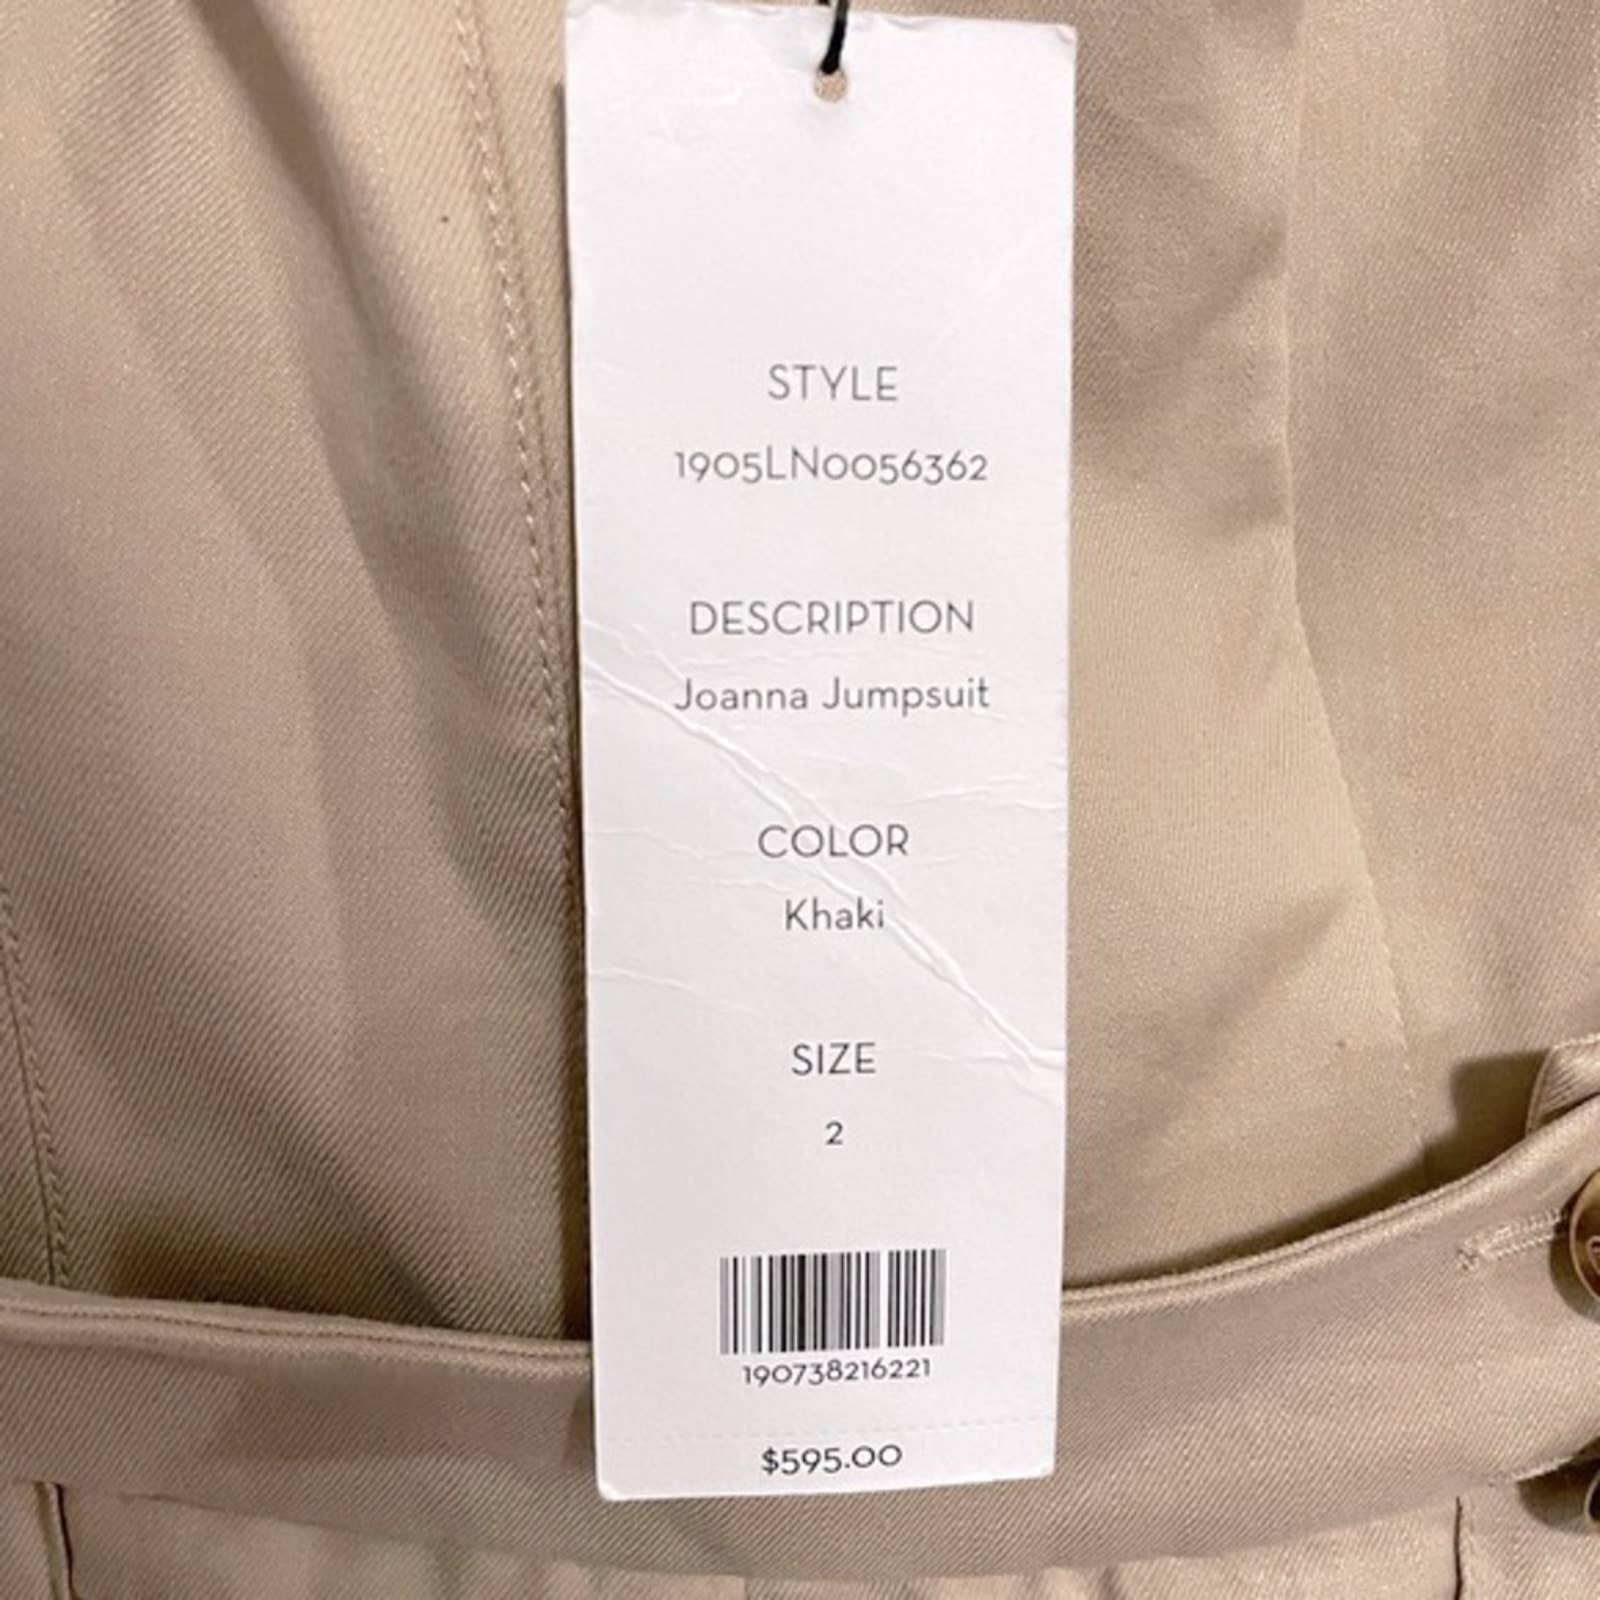 STYLE
1905LN0056362
DESCRIPTION
Joanna Jumpsuit
COLOR
Khaki
SIZE
2
190738216221
$595.00